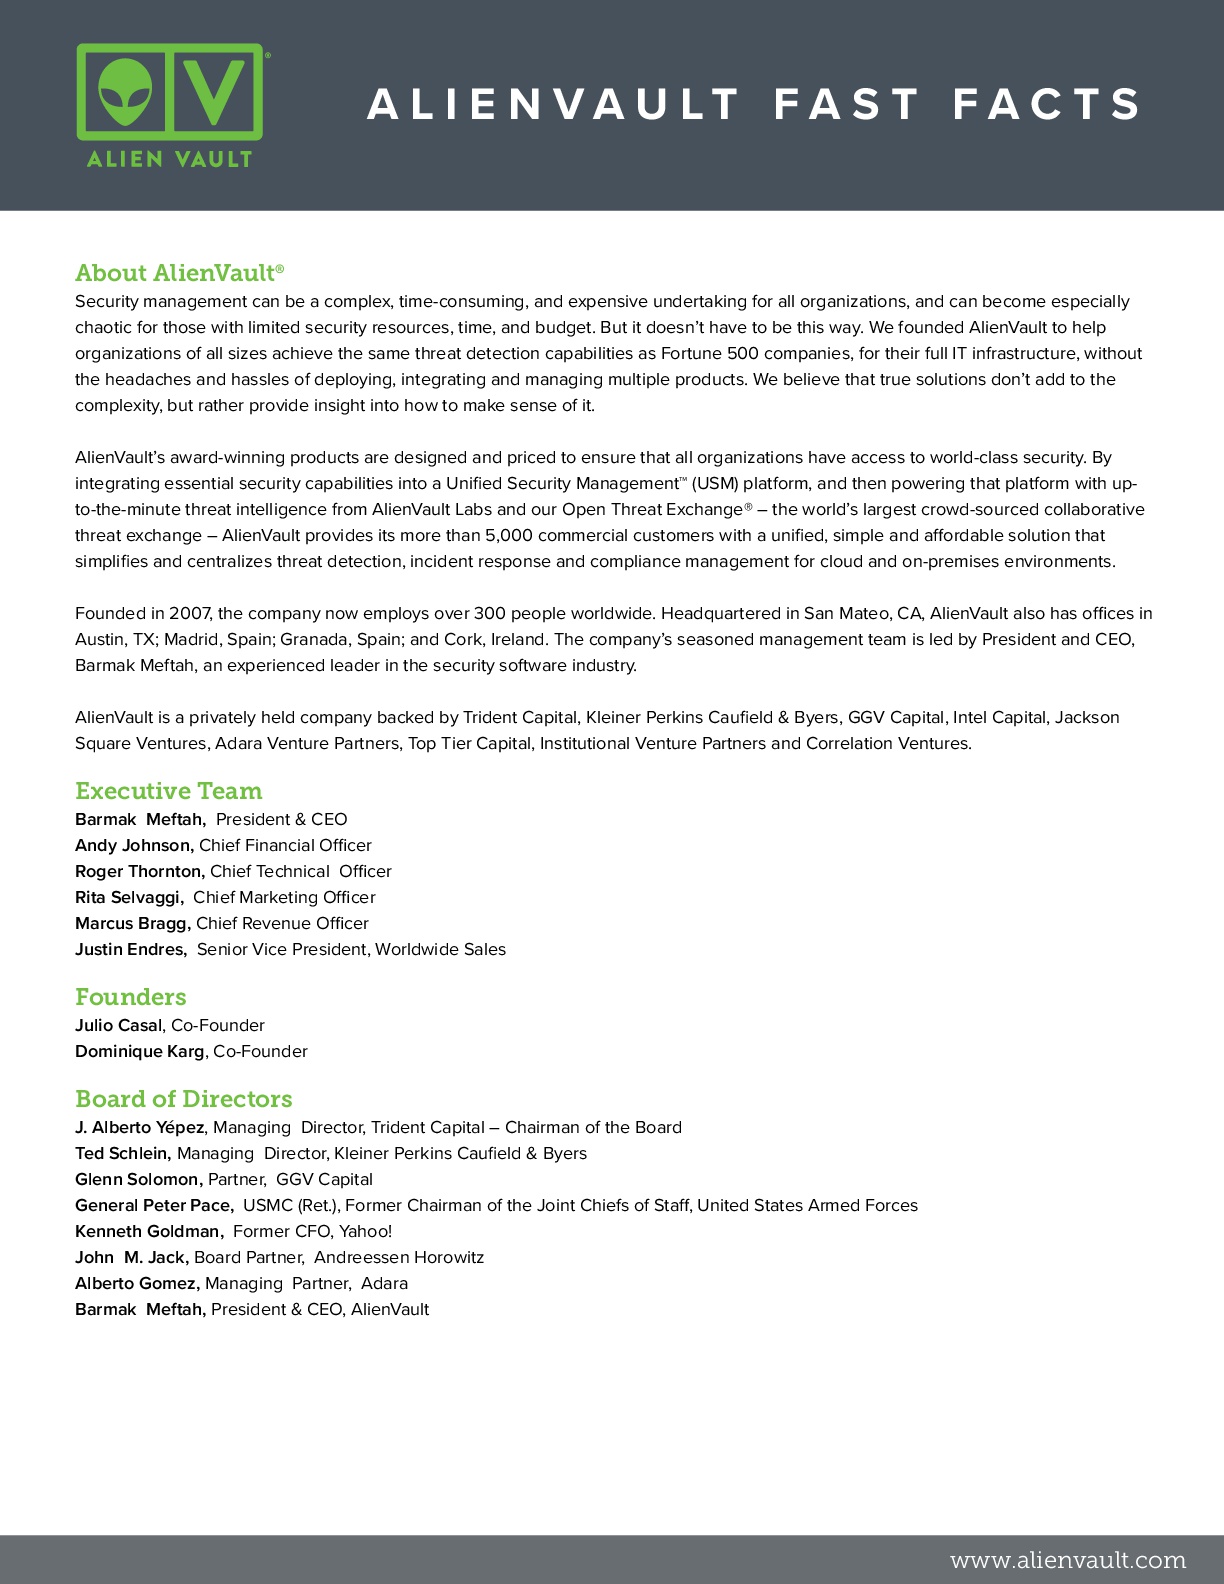 ALIEN VAULT
ALIENVAULT FAST FACTS
About AlienVault®
Security management can be a complex, time-consuming, and expensive undertaking for all organizations, and can become especially
chaotic for those with limited security resources, time, and budget. But it doesn’t have to be this way. We founded AlienVault to help
organizations of all sizes achieve the same threat detection capabilities as Fortune 500 companies, for their full IT infrastructure, without
the headaches and hassles of deploying, integrating and managing multiple products. We believe that true solutions don’t add to the
complexity, but rather provide insight into how to make sense of it.
AlienVault’s award-winning products are designed and priced to ensure that all organizations have access to world-class security. By
integrating essential security capabilities into a Unified Security Management™ (USM) platform, and then powering that platform with up-
to-the-minute threat intelligence from AlienVault Labs and our Open Threat Exchange® – the world’s largest crowd-sourced collaborative
threat exchange – AlienVault provides its more than 5,000 commercial customers with a unified, simple and affordable solution that
simplifies and centralizes threat detection, incident response and compliance management for cloud and on-premises environments.
Founded in 2007, the company now employs over 300 people worldwide. Headquartered in San Mateo, CA, AlienVault also has offices in
Austin, TX; Madrid, Spain; Granada, Spain; and Cork, Ireland. The company’s seasoned management team is led by President and CEO,
Barmak Meftah, an experienced leader in the security software industry.
AlienVault is a privately held company backed by Trident Capital, Kleiner Perkins Caufield & Byers, GGV Capital, Intel Capital, Jackson
Square Ventures, Adara Venture Partners, Top Tier Capital, Institutional Venture Partners and Correlation Ventures.
Executive Team
Barmak Meftah, President & CEO
Andy Johnson, Chief Financial Officer
Roger Thornton, Chief Technical Officer
Rita Selvaggi, Chief Marketing Officer
Marcus Bragg, Chief Revenue Officer
Justin Endres, Senior Vice President, Worldwide Sales
Founders
Julio Casal, Co-Founder
Dominique Karg, Co-Founder
Board of Directors
J. Alberto Yépez, Managing Director, Trident Capital – Chairman of the Board
Ted Schlein, Managing Director, Kleiner Perkins Caufield & Byers
Glenn Solomon, Partner, GGV Capital
General Peter Pace, USMC (Ret.), Former Chairman of the Joint Chiefs of Staff, United States Armed Forces
Kenneth Goldman, Former CFO, Yahoo!
John M. Jack, Board Partner, Andreessen Horowitz
Alberto Gomez, Managing Partner, Adara
Barmak Meftah, President & CEO, AlienVault
www.alienvault.com